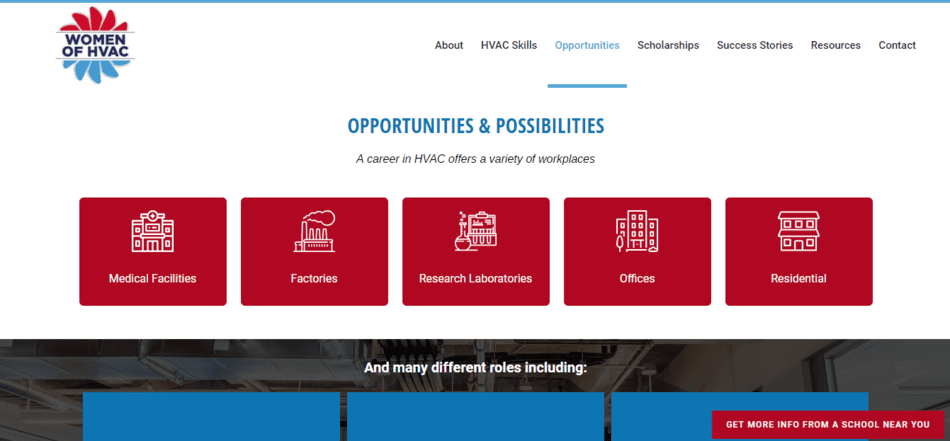 WOMEN
OF HVAC
About HVAC Skills Opportunities Scholarships Success Stories Resources Contact
OPPORTUNITIES & POSSIBILITIES
A career in HVAC offers a variety of workplaces
Medical Facilities Factories Research Laboratories Offices Residential
And many different roles including:
GET MORE INFO FROM A SCHOOL NEAR YOU